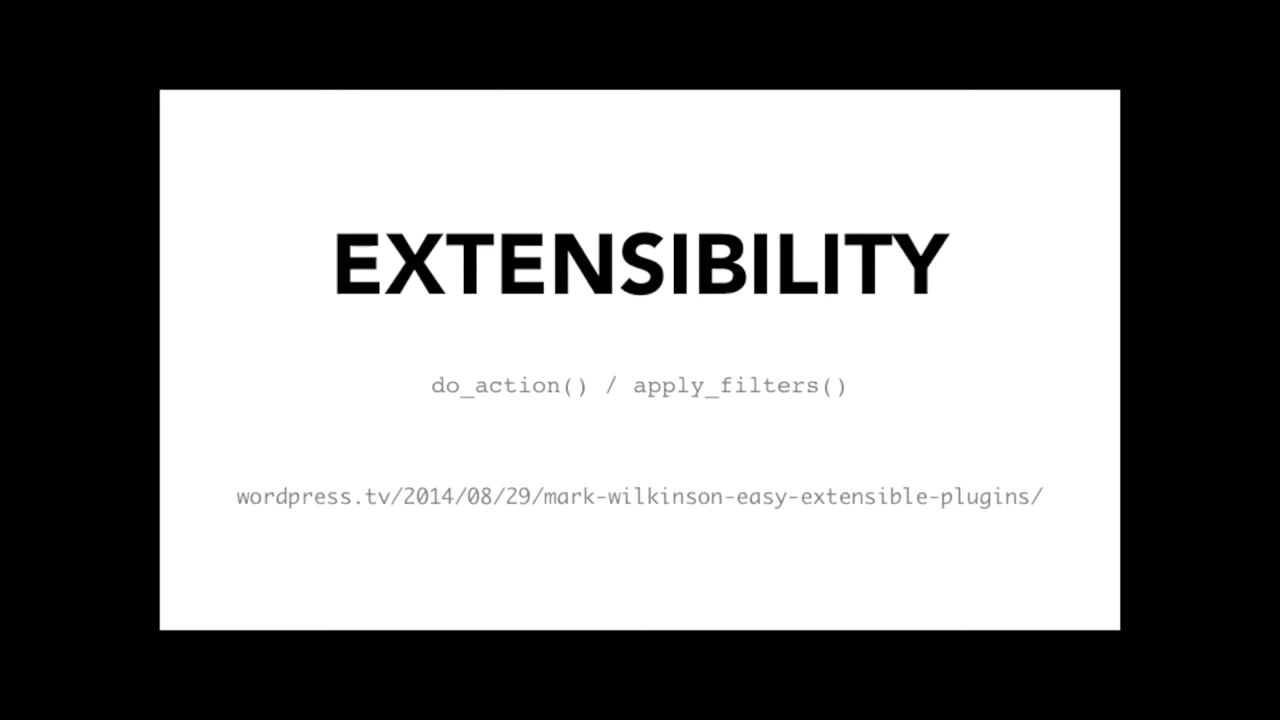 EXTENSIBILITY
do_action() / apply_filters()
wordpress.tv/2014/08/29/mark-wilkinson-easy-extensible-plugins/